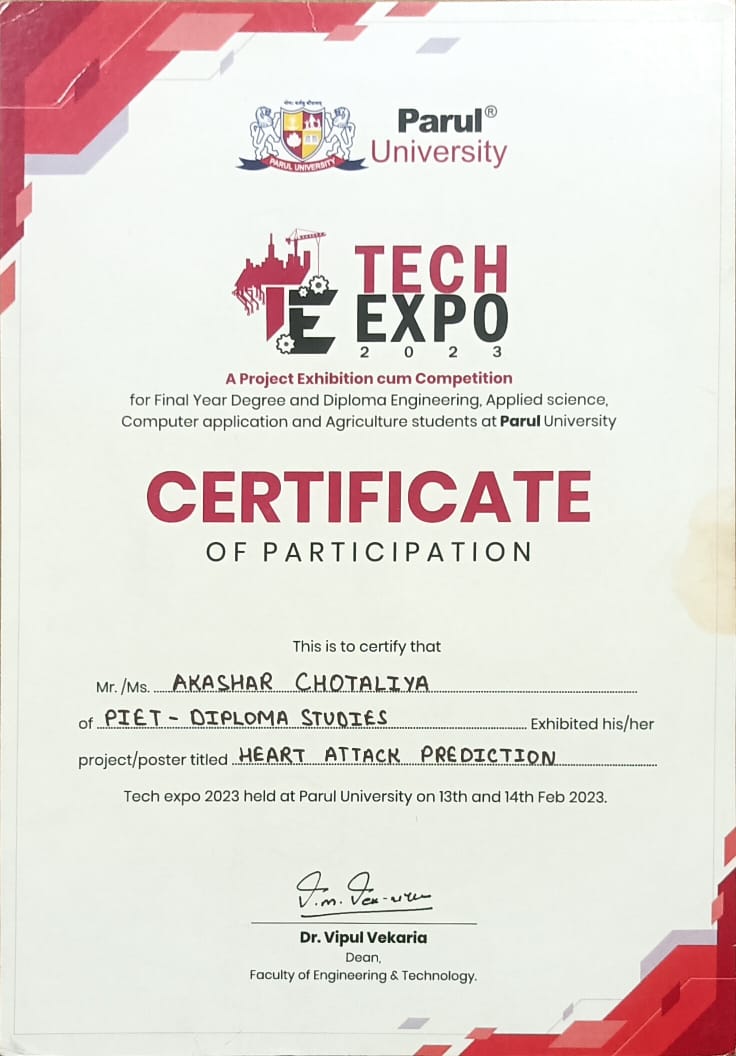 PARUL UNIVERSITY
Parul®
University
TECH
EXPO
2023
A Project Exhibition cum Competition
for Final Year Degree and Diploma Engineering, Applied science,
Computer application and Agriculture students at Parul University
CERTIFICATE
OF PARTICIPATION
This is to certify that
Mr. /Ms. AKASHAR CHOTALIYA
of PIET - DIPLOMA STUDIES Exhibited his/her
project/poster titled HEART ATTACK PREDICTION
Tech expo 2023 held at Parul University on 13th and 14th Feb 2023.
Dr. Vipul Vekaria
Dean,
Faculty of Engineering & Technology.